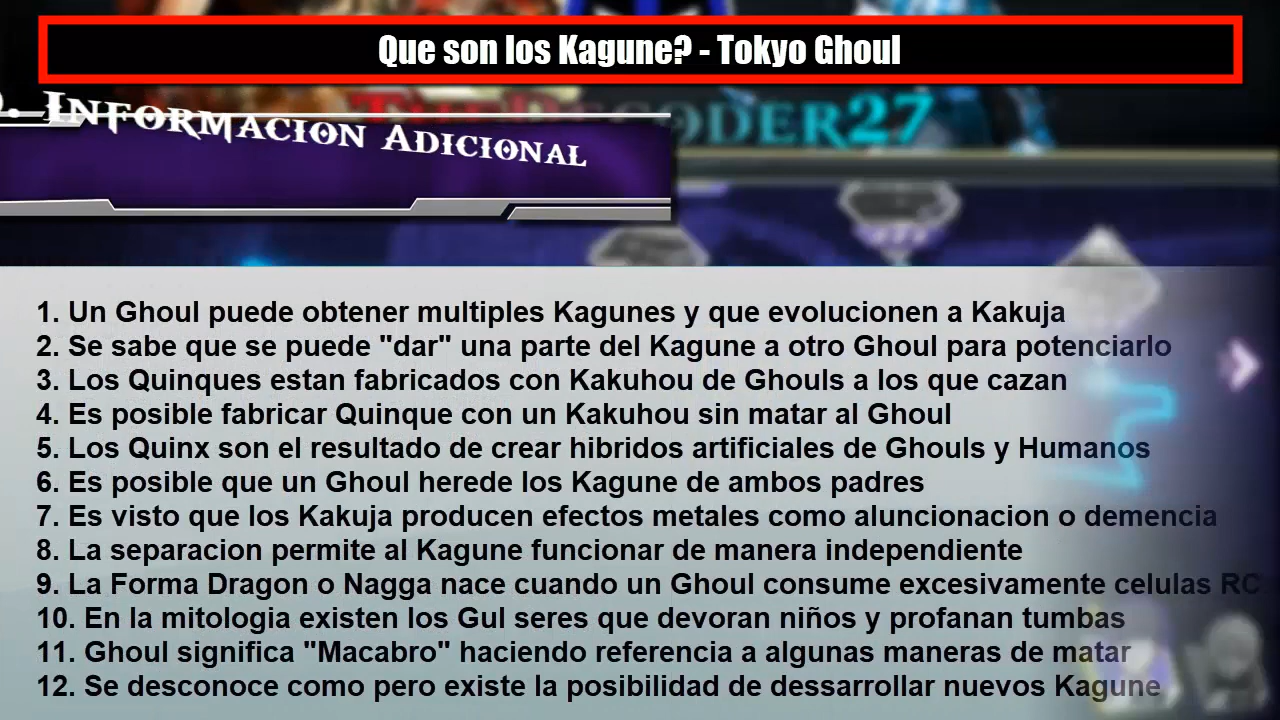 Que son los Kagune? - Tokyo Ghoul
TheDecoder27
. Informacion Adicional
1. Un Ghoul puede obtener multiples Kagunes y que evolucionen a Kakuja
2. Se sabe que se puede "dar" una parte del Kagune a otro Ghoul para potenciarlo
3. Los Quinques estan fabricados con Kakuhou de Ghouls a los que cazan
4. Es posible fabricar Quinque con un Kakuhou sin matar al Ghoul
5. Los Quinx son el resultado de crear hibridos artificiales de Ghouls y Humanos
6. Es posible que un Ghoul herede los Kagune de ambos padres
7. Es visto que los Kakuja producen efectos metales como aluncionacion o demencia
8. La separacion permite al Kagune funcionar de manera independiente
9. La Forma Dragon o Nagga nace cuando un Ghoul consume excesivamente celulas RC
10. En la mitologia existen los Gul seres que devoran niños y profanan tumbas
11. Ghoul significa "Macabro" haciendo referencia a algunas maneras de matar
12. Se desconoce como pero existe la posibilidad de dessarrollar nuevos Kagune